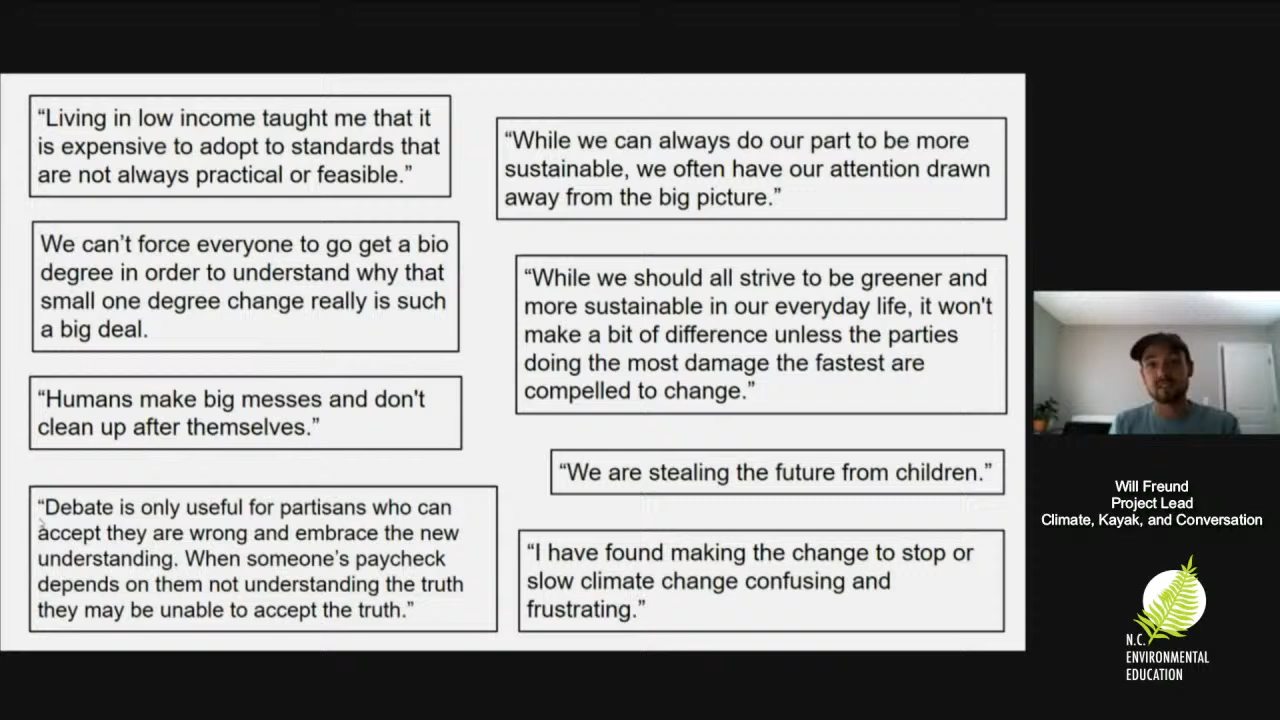 “Living in low income taught me that it
is expensive to adopt to standards that
are not always practical or feasible.”
We can’t force everyone to go get a bio
degree in order to understand why that
small one degree change really is such
a big deal.
“Humans make big messes and don't
clean up after themselves.”
“Debate is only useful for partisans who can
accept they are wrong and embrace the new
understanding. When someone’s paycheck
depends on them not understanding the truth
they may be unable to accept the truth.”
“While we can always do our part to be more
sustainable, we often have our attention drawn
away from the big picture.”
“While we should all strive to be greener and
more sustainable in our everyday life, it won't
make a bit of difference unless the parties
doing the most damage the fastest are
compelled to change.”
“We are stealing the future from children.”
“I have found making the change to stop or
slow climate change confusing and
frustrating.”
Will Freund
Project Lead
Climate, Kayak, and Conversation
N.C.
ENVIRONMENTAL
EDUCATION